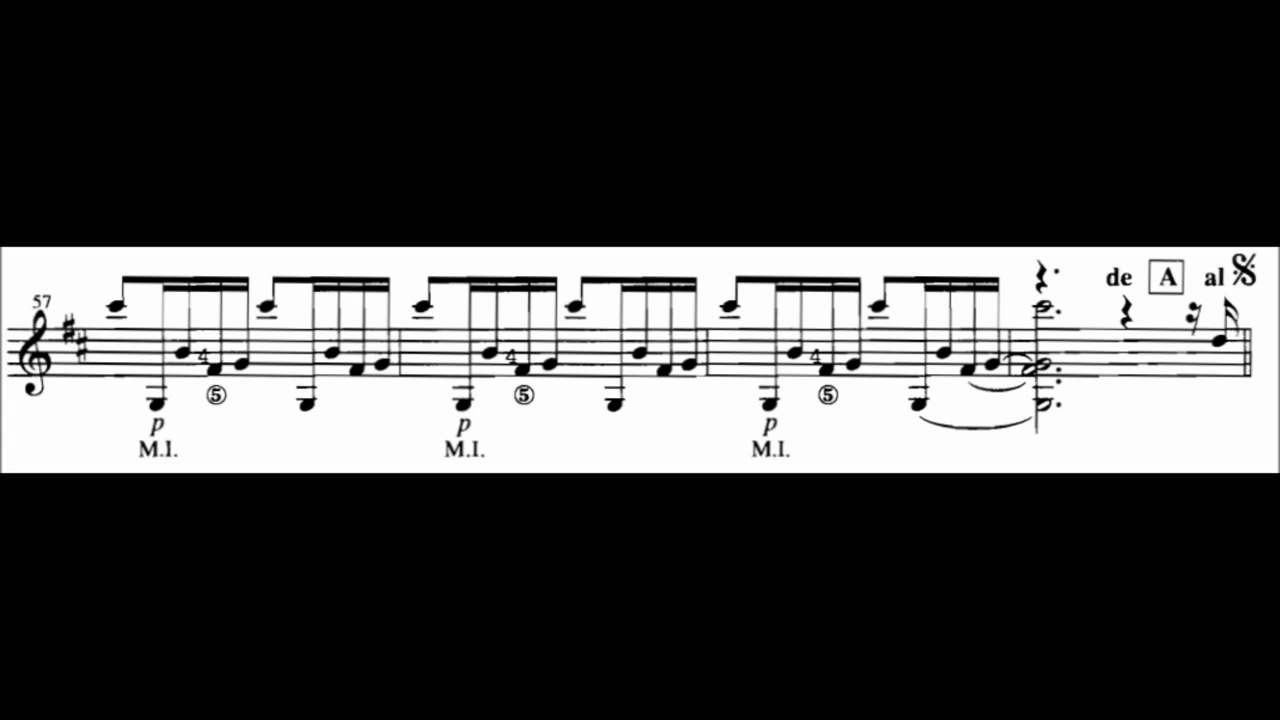 de A al
57
4 4 4
⑤ ⑤ ⑤
p p p
M.I. M.I. M.I.